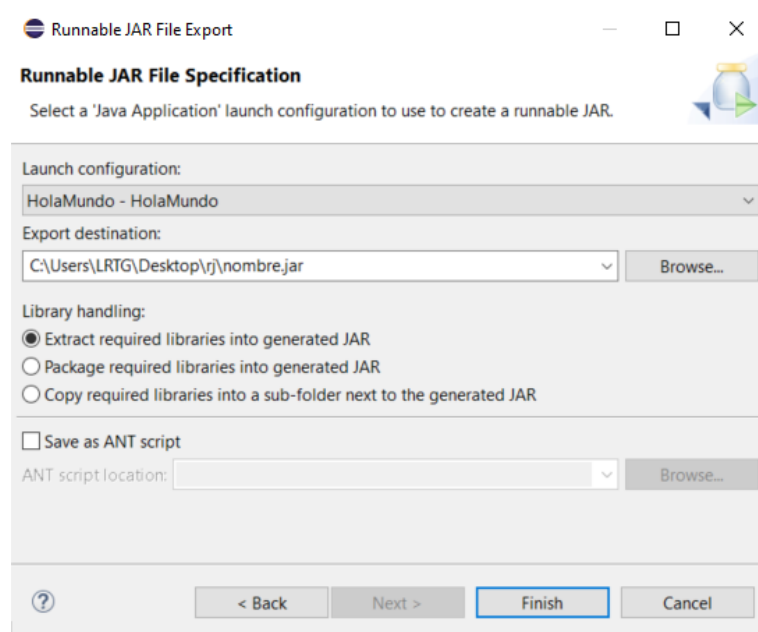 Runnable JAR File Export
Runnable JAR File Specification
Select a 'Java Application' launch configuration to use to create a runnable JAR.
Launch configuration:
HolaMundo - HolaMundo
Export destination:
C:\Users\LRTG\Desktop\rj\nombre.jar
Browse...
Library handling:
Extract required libraries into generated JAR
Package required libraries into generated JAR
Copy required libraries into a sub-folder next to the generated JAR
Save as ANT script
ANT script location:
Browse...
?
< Back
Next >
Finish
Cancel